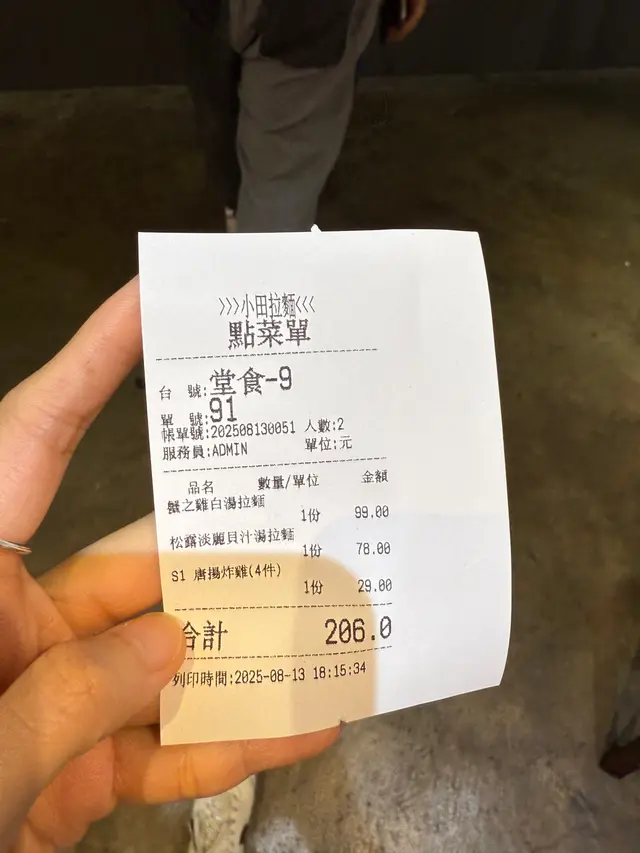 >>>小田拉麵<<<
點菜單
台 號:堂食-9
單 號:91
帳單號:202508130051 人數:2
服務員:ADMIN 單位:元
品名 數量/單位 金額
蟹之雞白湯拉麵
1份 99.00
松露淡麗貝汁湯拉麵
1份 78.00
S1 唐揚炸雞(4件)
1份 29.00
合計 206.0
列印時間:2025-08-13 18:15:34